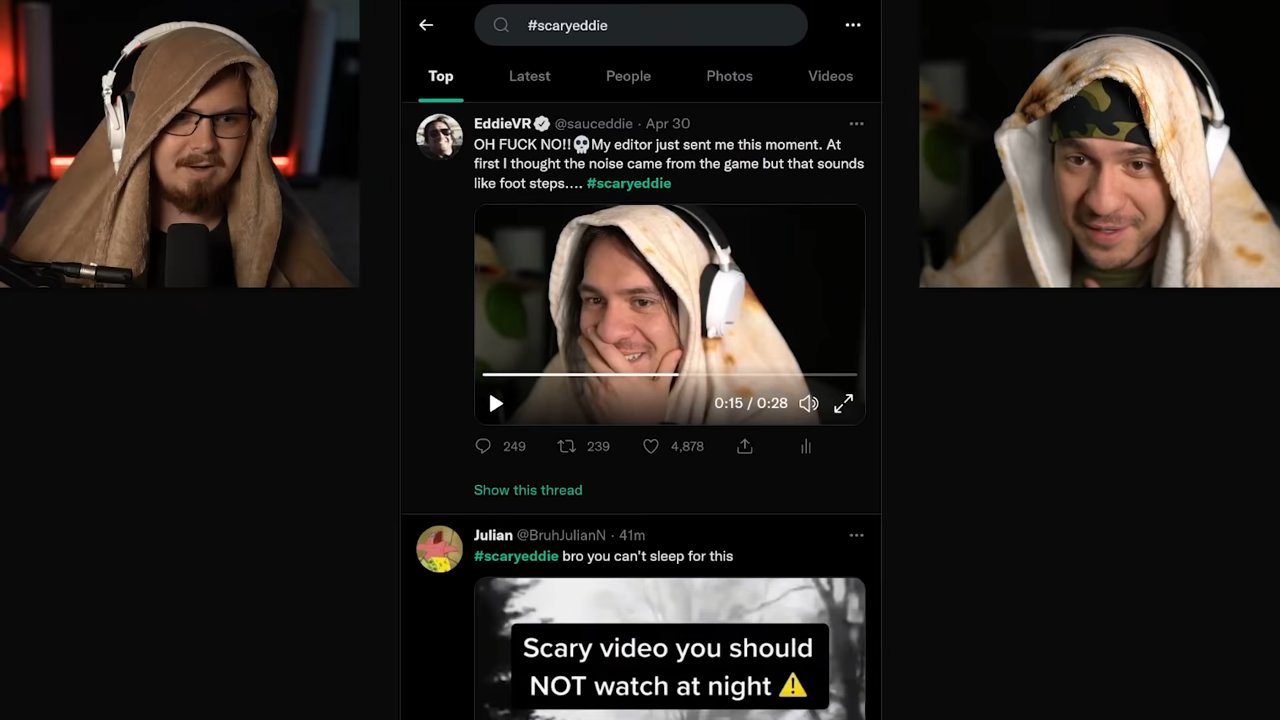 #scaryeddie
Top Latest People Photos Videos
EddieVR @sauceddie · Apr 30
OH FUCK NO!!💀My editor just sent me this moment. At
first I thought the noise came from the game but that sounds
like foot steps.... #scaryeddie
0:15 / 0:28
249 239 4,878
Show this thread
Julian @BruhJulianN · 41m
#scaryeddie bro you can't sleep for this
Scary video you should
NOT watch at night ⚠️